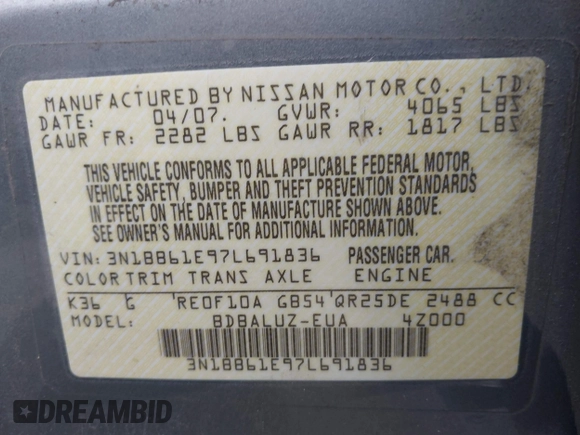 MANUFACTURED BY NISSAN MOTOR CO., LTD.
DATE: 04/07. GVWR: 4065 LBS
GAWR FR: 2282 LBS GAWR RR: 1817 LBS
THIS VEHICLE CONFORMS TO ALL APPLICABLE FEDERAL MOTOR,
VEHICLE SAFETY, BUMPER AND THEFT PREVENTION STANDARDS
IN EFFECT ON THE DATE OF MANUFACTURE SHOWN ABOVE.
SEE OWNER'S MANUAL FOR ADDITIONAL INFORMATION.
VIN: 3N1BB61E97L691836 PASSENGER CAR.
COLOR TRIM TRANS AXLE ENGINE
K36 G RE0F10A GB54 QR25DE 2488 CC
MODEL: BDBALUZ-EUA 4Z000
3N1BB61E97L691836
DREAMBID